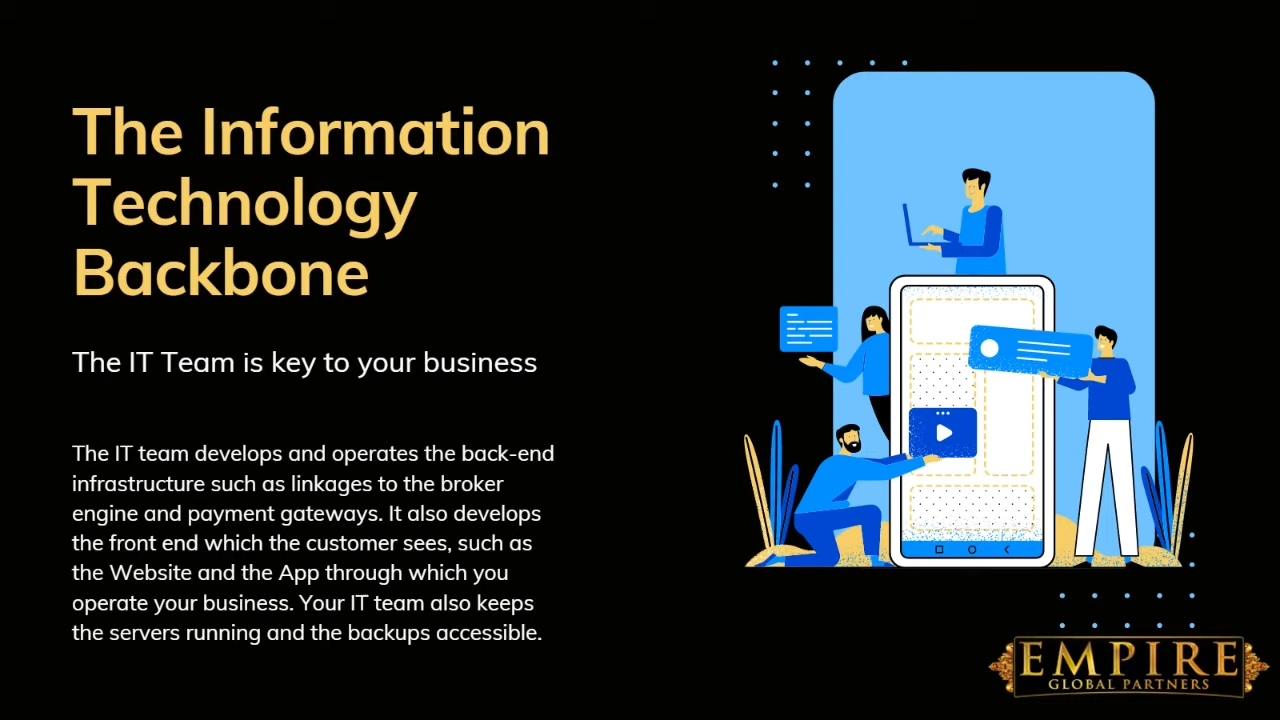 The Information
Technology
Backbone
The IT Team is key to your business
The IT team develops and operates the back-end
infrastructure such as linkages to the broker
engine and payment gateways. It also develops
the front end which the customer sees, such as
the Website and the App through which you
operate your business. Your IT team also keeps
the servers running and the backups accessible.
EMPIRE
GLOBAL PARTNERS